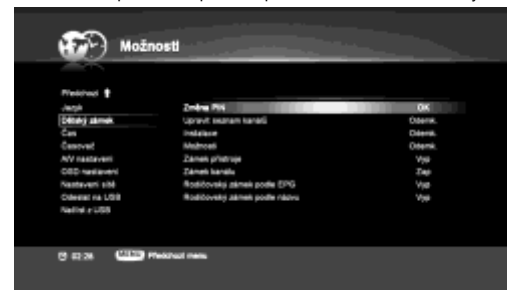 Možnosti
Předchozí
Jazyk
Dětský zámek
Čas
Časovač
A/V nastavení
OSD nastavení
Nastavení sítě
Odeslat na USB
Načíst z USB
Změna PIN OK
Upravit seznam kanálů Odemk.
Instalace Odemk.
Možnosti Odemk.
Zámek přístroje Vyp
Zámek kanálu Zap
Rodičovský zámek podle EPG Vyp
Rodičovský zámek podle názvu Vyp
02:28 MENU Předchozí menu